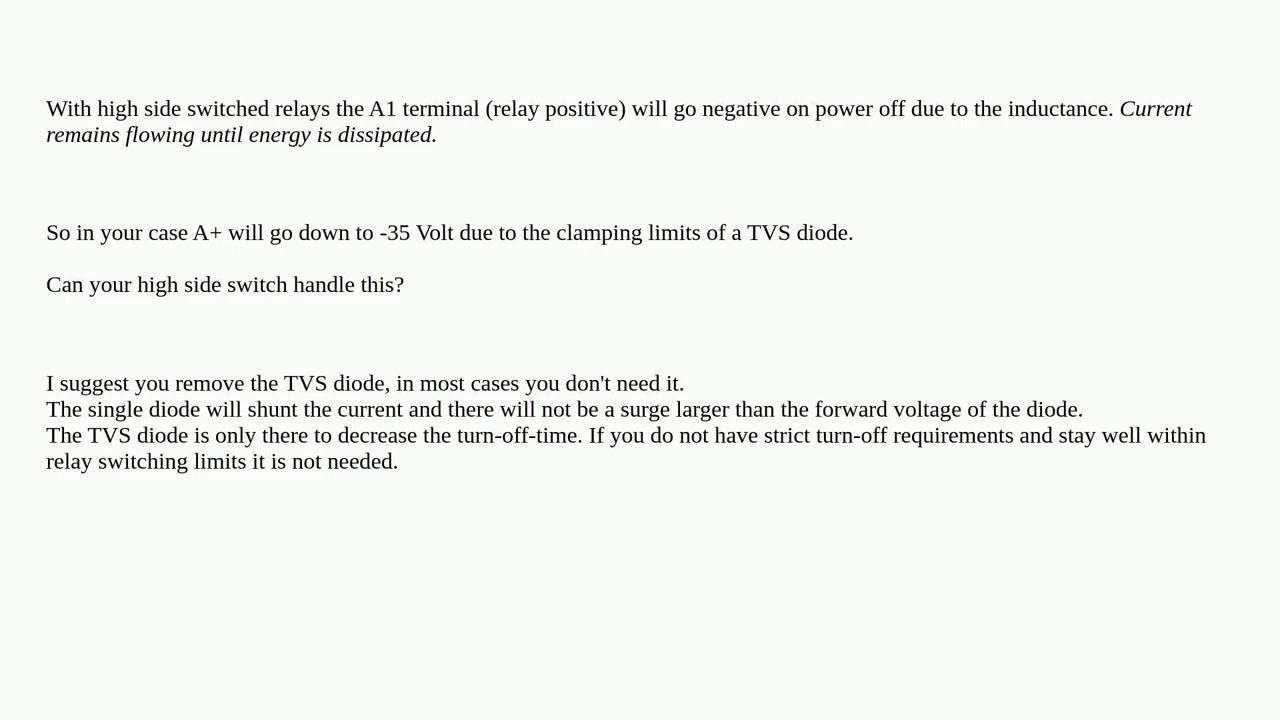 With high side switched relays the A1 terminal (relay positive) will go negative on power off due to the inductance. Current
remains flowing until energy is dissipated.
So in your case A+ will go down to -35 Volt due to the clamping limits of a TVS diode.
Can your high side switch handle this?
I suggest you remove the TVS diode, in most cases you don't need it.
The single diode will shunt the current and there will not be a surge larger than the forward voltage of the diode.
The TVS diode is only there to decrease the turn-off-time. If you do not have strict turn-off requirements and stay well within
relay switching limits it is not needed.